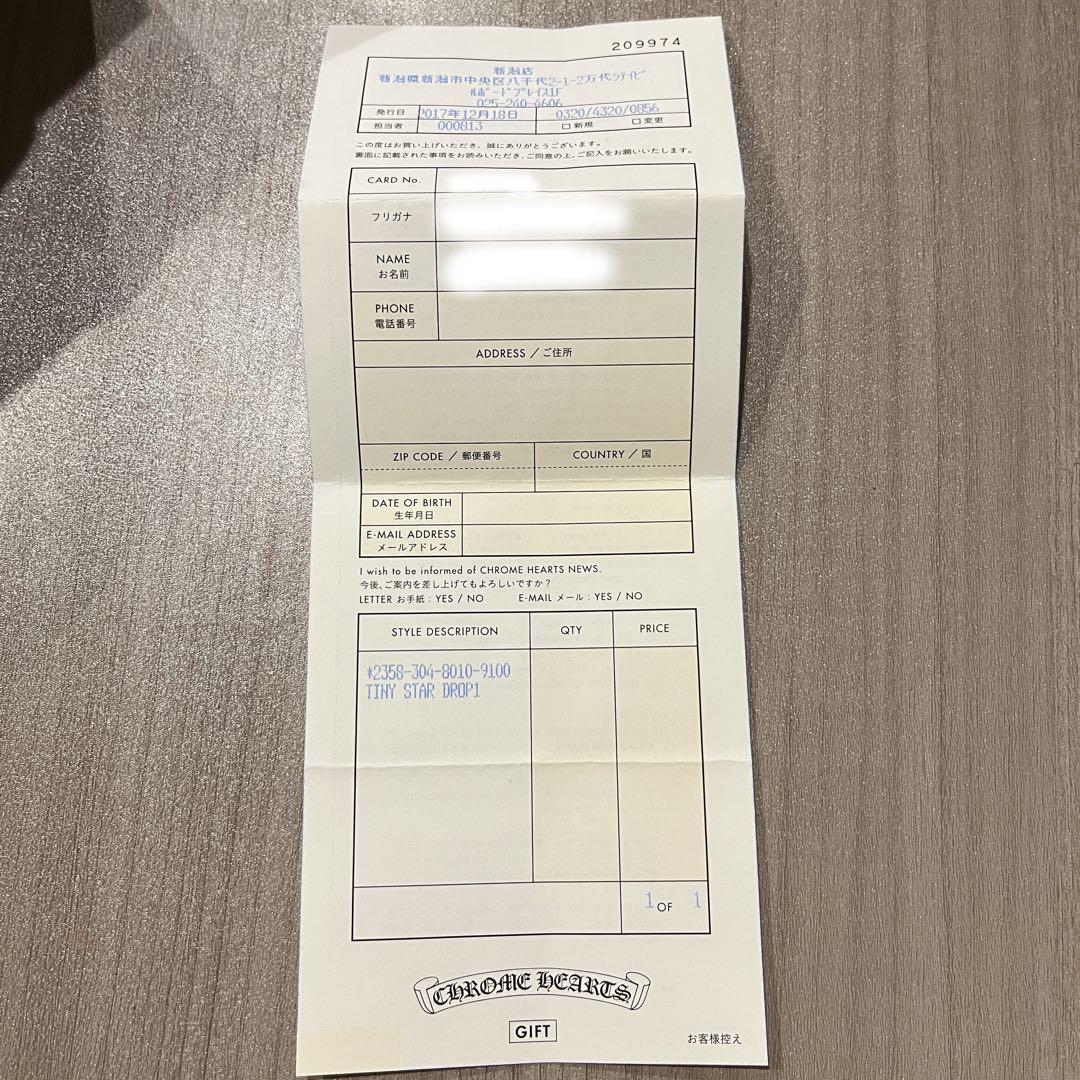 209974
新潟店
新潟県新潟市中央区八千代2-1-2万代ｼﾃｲﾋﾞ
ﾙﾎﾞｰﾄﾞﾌﾟﾚｲｽ1F
025-240-4606
発行日 2017年12月18日 0320/4320/0856
担当者 000813 □新規 □変更
この度はお買い上げいただき、誠にありがとうございます。
裏面に記載された事項をお読みいただき、ご同意の上、ご記入をお願いいたします。
CARD No.
フリガナ
NAME
お名前
PHONE
電話番号
ADDRESS / ご住所
ZIP CODE / 郵便番号 COUNTRY / 国
DATE OF BIRTH
生年月日
E-MAIL ADDRESS
メールアドレス
I wish to be informed of CHROME HEARTS NEWS.
今後、ご案内を差し上げてもよろしいですか？
LETTER お手紙 : YES / NO E-MAIL メール : YES / NO
STYLE DESCRIPTION QTY PRICE
*2358-304-8010-9100
TINY STAR DROP1
1 OF 1
CHROME HEARTS
GIFT
お客様控え